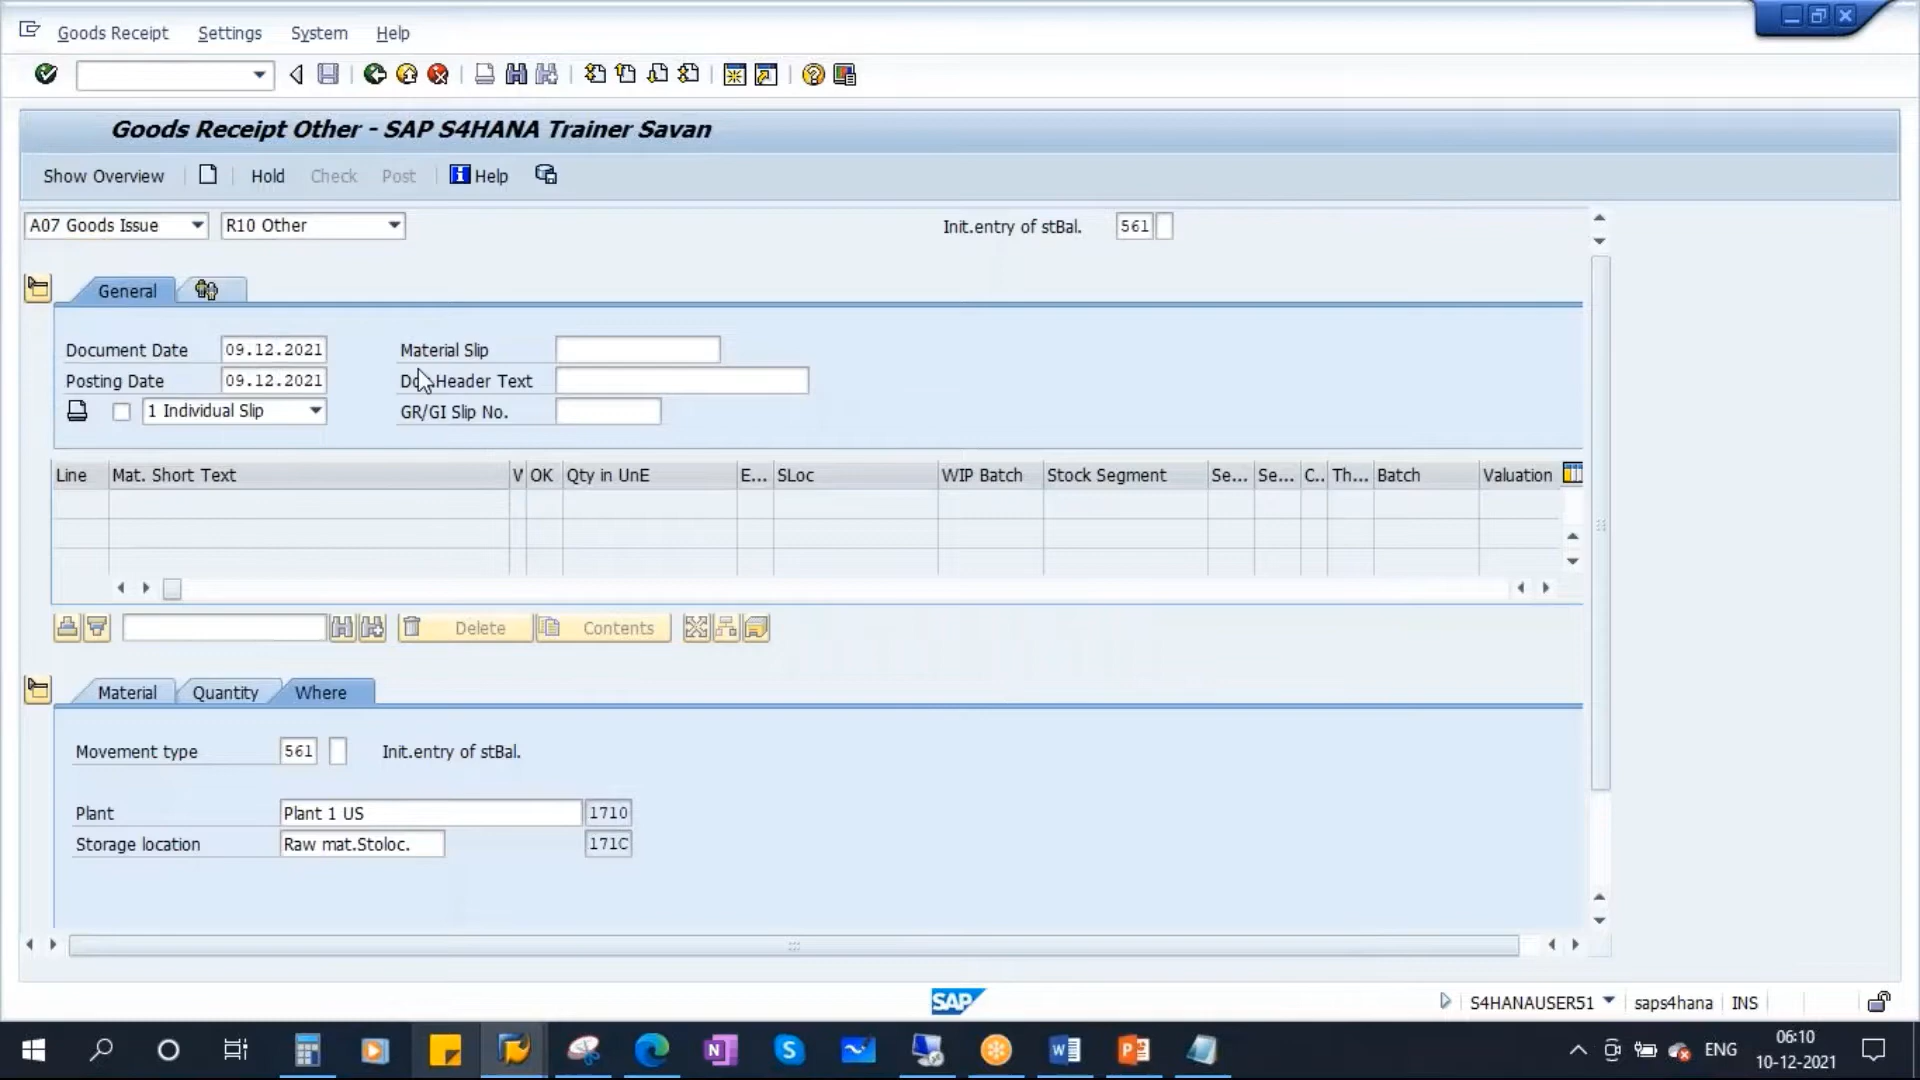 Goods Receipt Settings System Help
Goods Receipt Other - SAP S4HANA Trainer Savan
Show Overview Hold Check Post Help
A07 Goods Issue R10 Other Init.entry of stBal. 561
General
Document Date 09.12.2021 Material Slip
Posting Date 09.12.2021 Header Text
1 Individual Slip GR/GI Slip No.
Line Mat. Short Text V OK Qty in UnE E... SLoc WIP Batch Stock Segment Se... Se... C.. Th... Batch Valuation
Delete Contents
Material Quantity Where
Movement type 561 Init.entry of stBal.
Plant Plant 1 US 1710
Storage location Raw mat.Stoloc. 171C
SAP S4HANAUSER51 saps4hana INS
ENG 06:10
10-12-2021